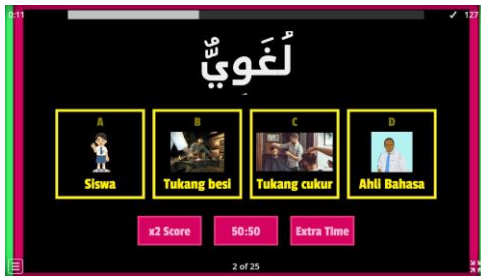 0:11 ✓ 127
لُغَوِيٌّ
A B C D
Siswa Tukang besi Tukang cukur Ahli Bahasa
x2 Score 50:50 Extra Time
2 of 25